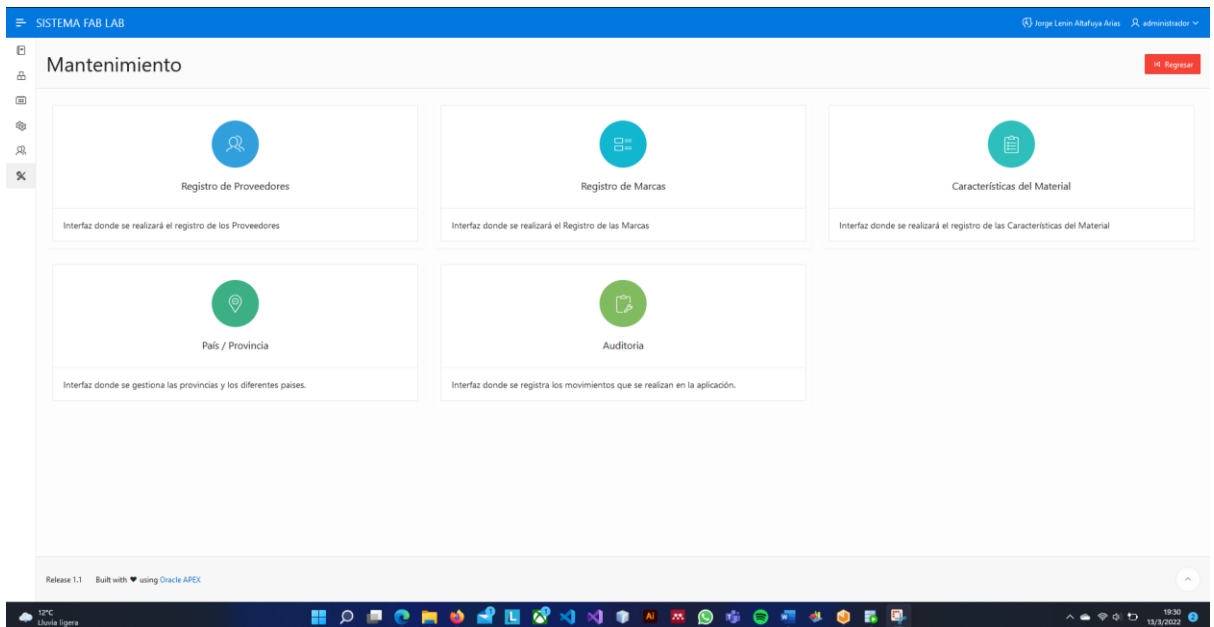 SISTEMA FAB LAB
Jorge Lenin Altafuya Arias administrador
Mantenimiento
Regresar
Registro de Proveedores
Registro de Marcas
Características del Material
Interfaz donde se realizará el registro de los Proveedores
Interfaz donde se realizará el Registro de las Marcas
Interfaz donde se realizará el registro de las Características del Material
País / Provincia
Auditoria
Interfaz donde se gestiona las provincias y los diferentes paises.
Interfaz donde se registra los movimientos que se realizan en la aplicación.
Release 1.1 Built with ♥ using Oracle APEX
12°C
Lluvia ligera
19:30
13/3/2022